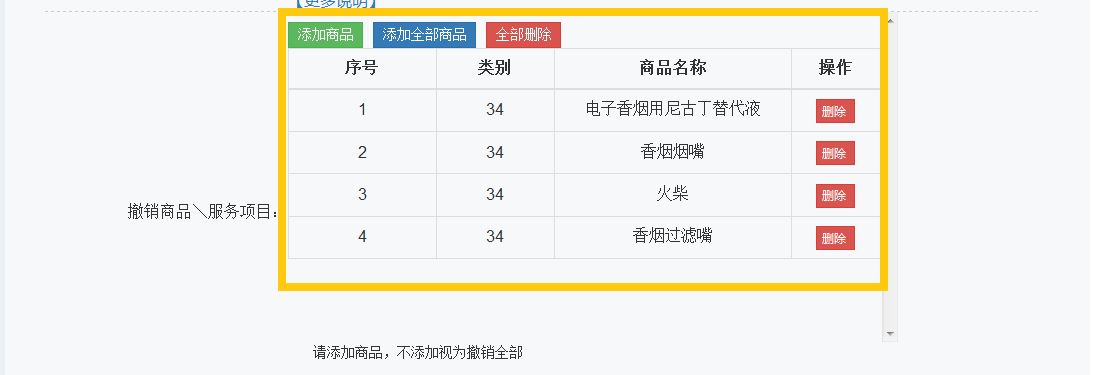 【更多说明】
添加商品 添加全部商品 全部删除
序号 类别 商品名称 操作
1 34 电子香烟用尼古丁替代液 删除
2 34 香烟烟嘴 删除
3 34 火柴 删除
撤销商品＼服务项目：
4 34 香烟过滤嘴 删除
请添加商品，不添加视为撤销全部